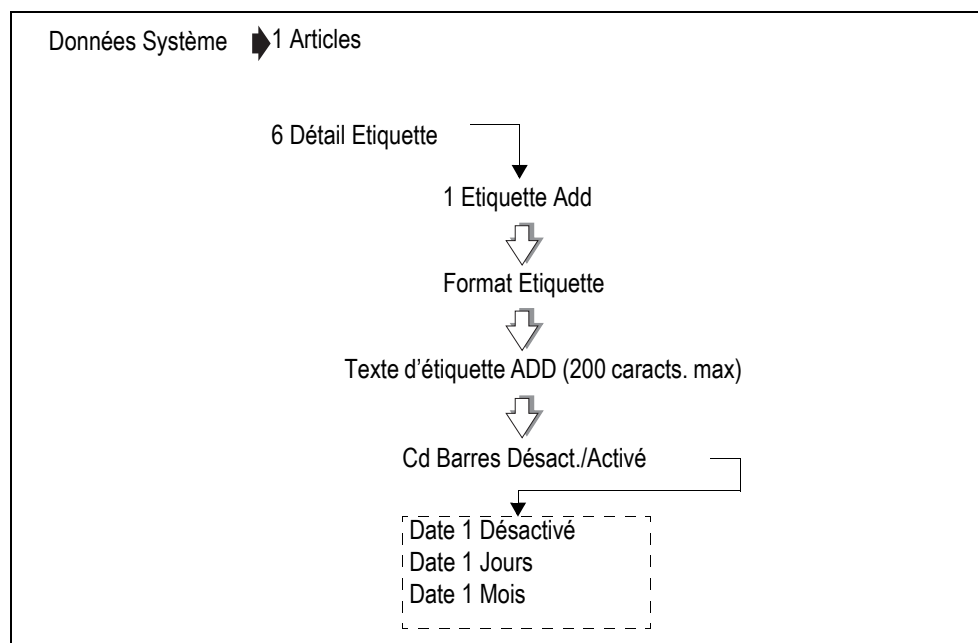 Données Système 1 Articles
6 Détail Etiquette
1 Etiquette Add
Format Etiquette
Texte d’étiquette ADD (200 caracts. max)
Cd Barres Désact./Activé
Date 1 Désactivé
Date 1 Jours
Date 1 Mois